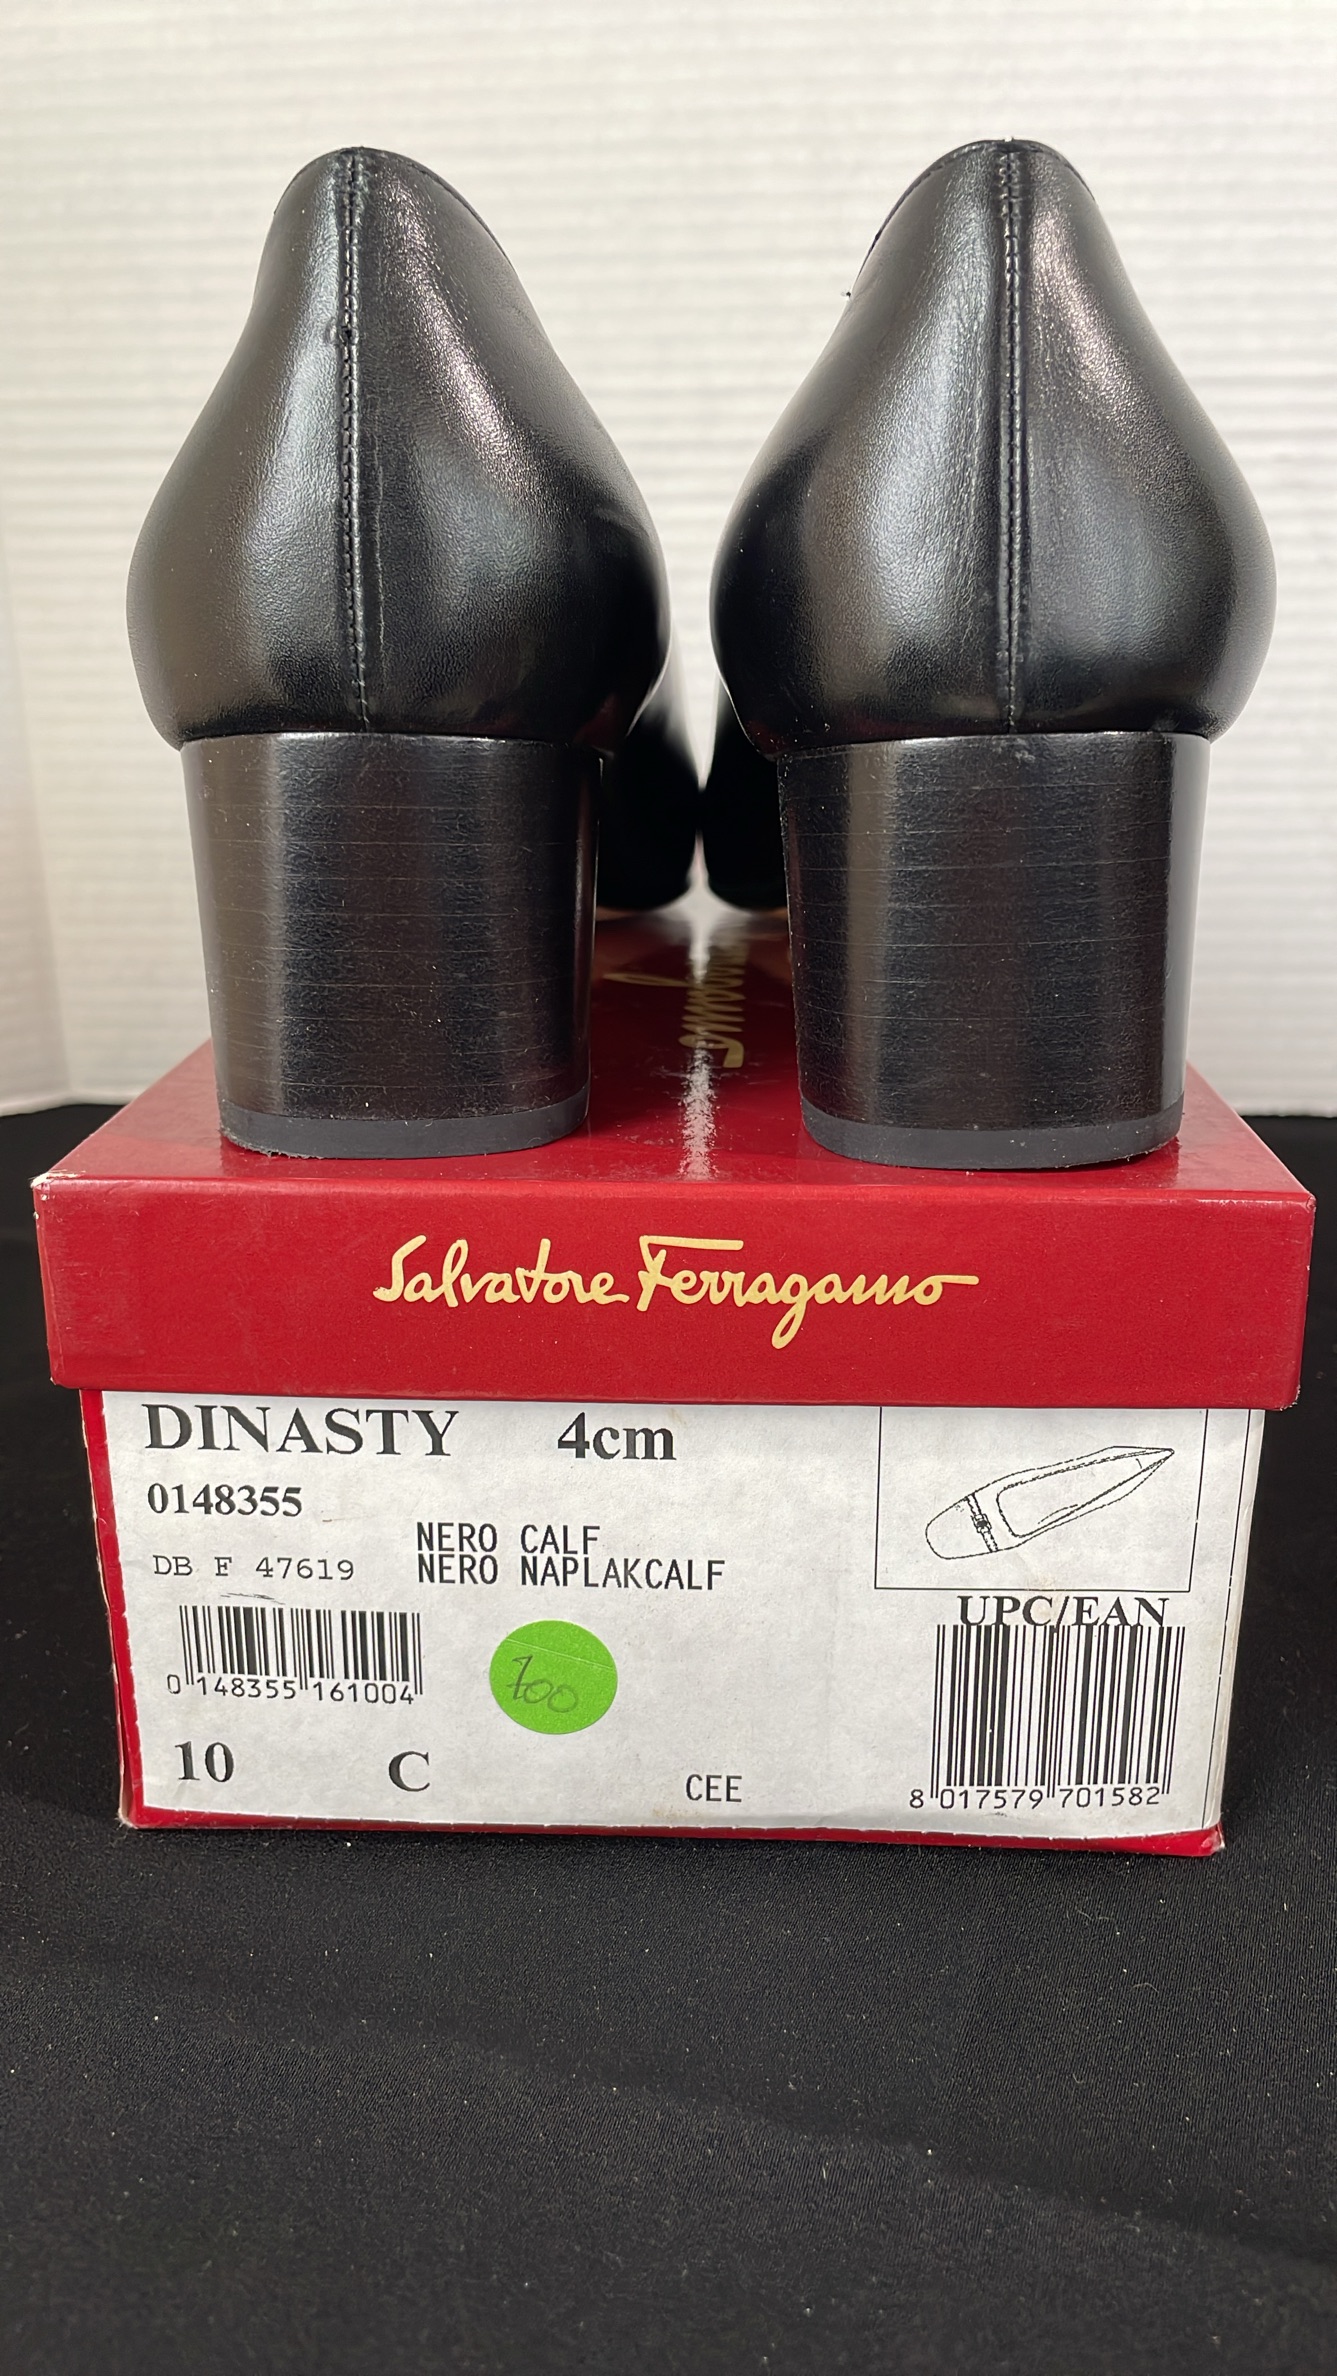 Salvatore Ferragamo
DINASTY 4cm
0148355
NERO CALF
DB F 47619 NERO NAPLAKCALF
UPC/EAN
0 148355 161004
700
10 C CEE
8 017579 701582